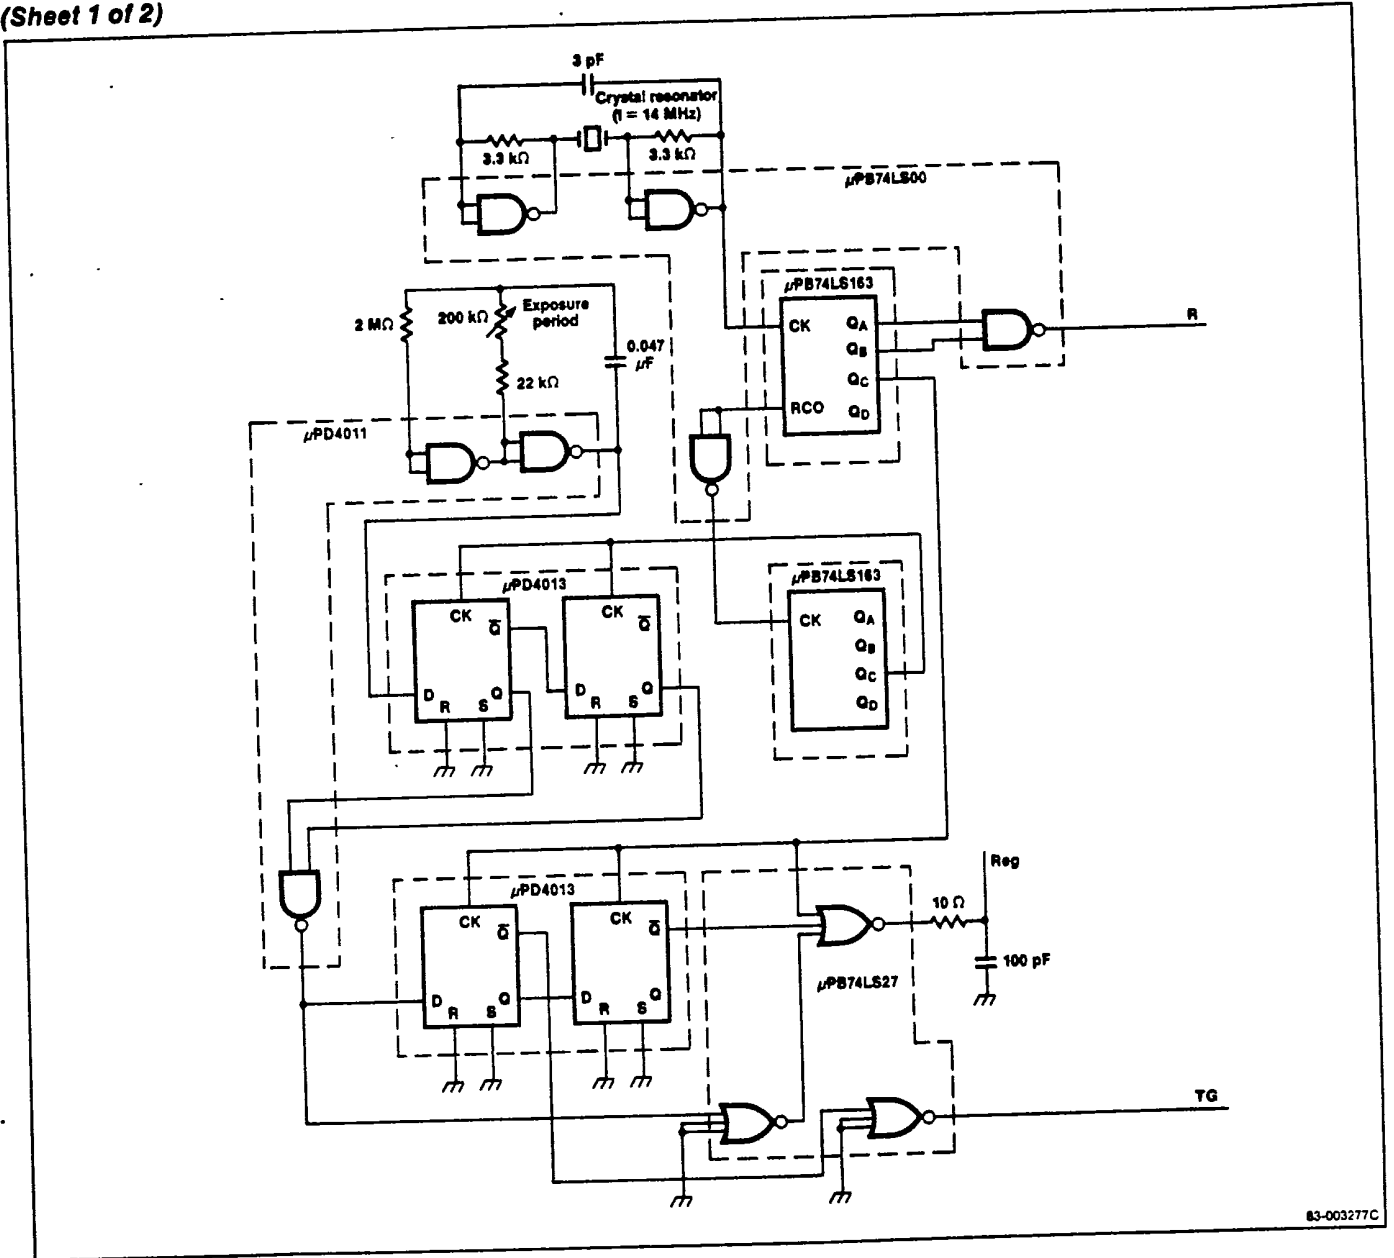 (Sheet 1 of 2)
3 pF
Crystal resonator
(f = 14 MHz)
3.3 kΩ
3.3 kΩ
μPB74LS00
μPB74LS163
CK
QA
QB
QC
QD
RCO
R
2 MΩ
200 kΩ
Exposure
period
22 kΩ
0.047
μF
μPD4011
μPD4013
CK
Q̅
D
R
S
Q
CK
Q̅
D
R
S
Q
μPB74LS163
CK
QA
QB
QC
QD
μPD4013
CK
Q̅
D
R
S
Q
CK
Q̅
D
R
S
Q
Reg
10 Ω
100 pF
μPB74LS27
TG
83-003277C